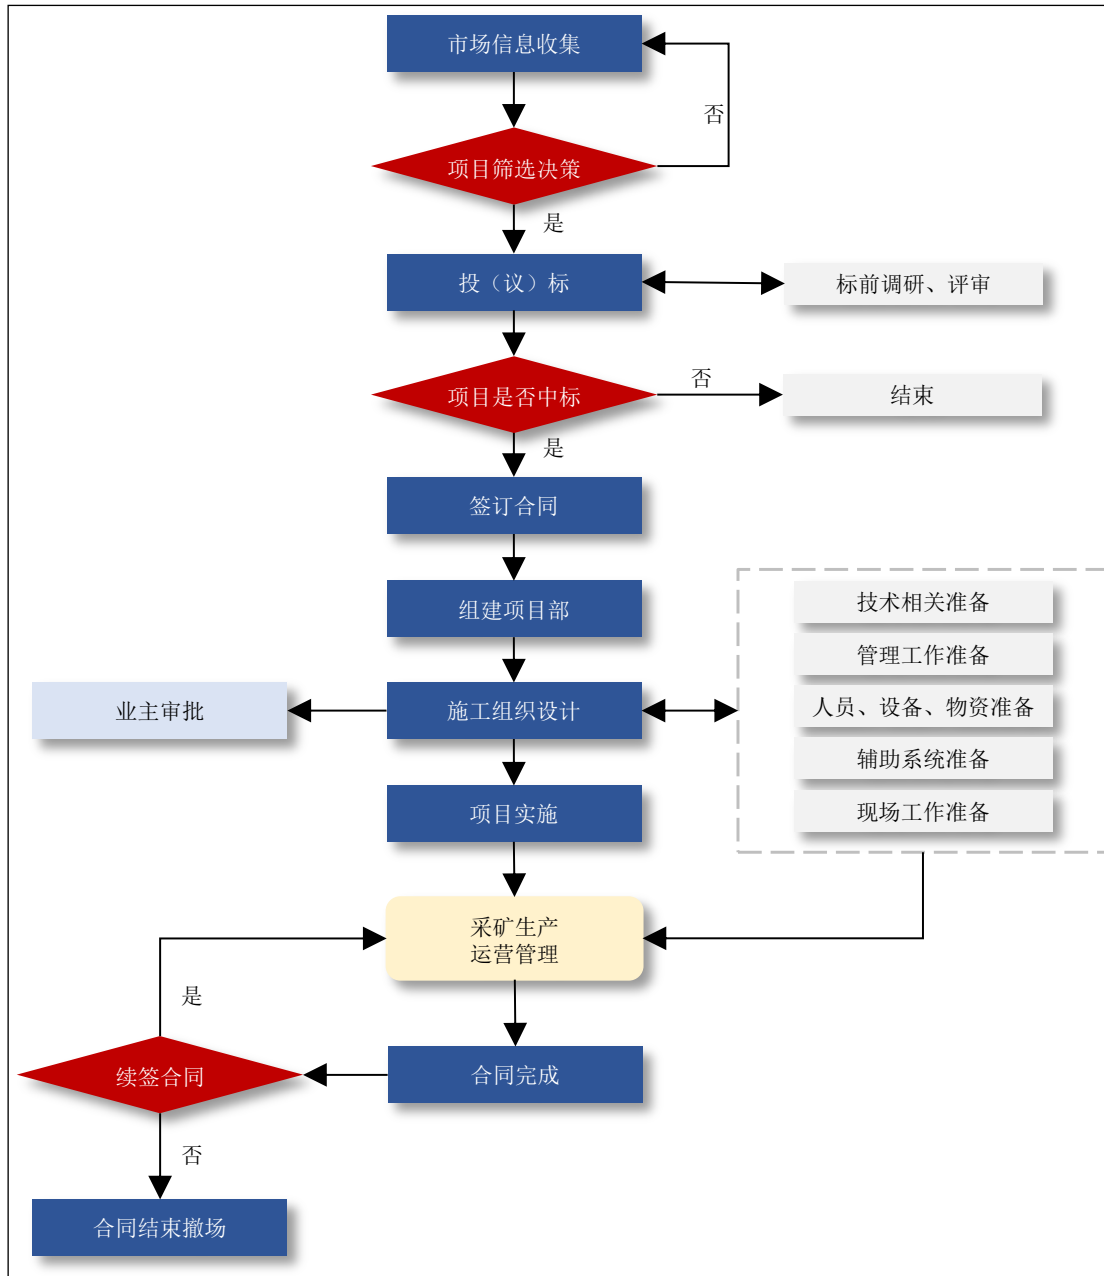 市场信息收集
否
项目筛选决策
是
投（议）标
标前调研、评审
项目是否中标
否
结束
是
签订合同
组建项目部
技术相关准备
管理工作准备
人员、设备、物资准备
辅助系统准备
现场工作准备
业主审批
施工组织设计
项目实施
采矿生产
运营管理
是
续签合同
合同完成
否
合同结束撤场